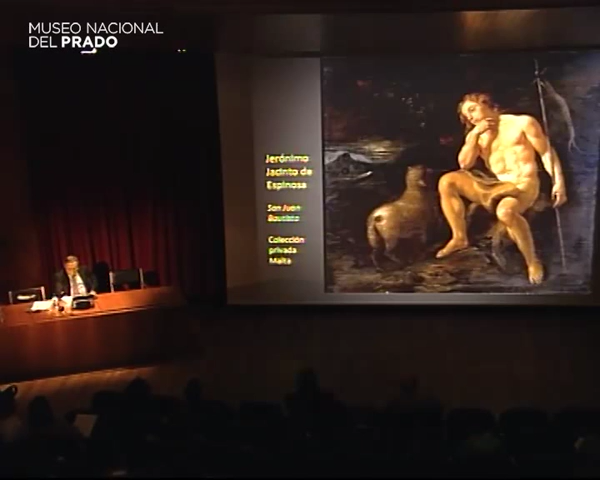 MUSEO NACIONAL
DEL PRADO
Jerónimo
Jacinto de
Espinosa
San Juan
Bautista
Colección
privada
Malta